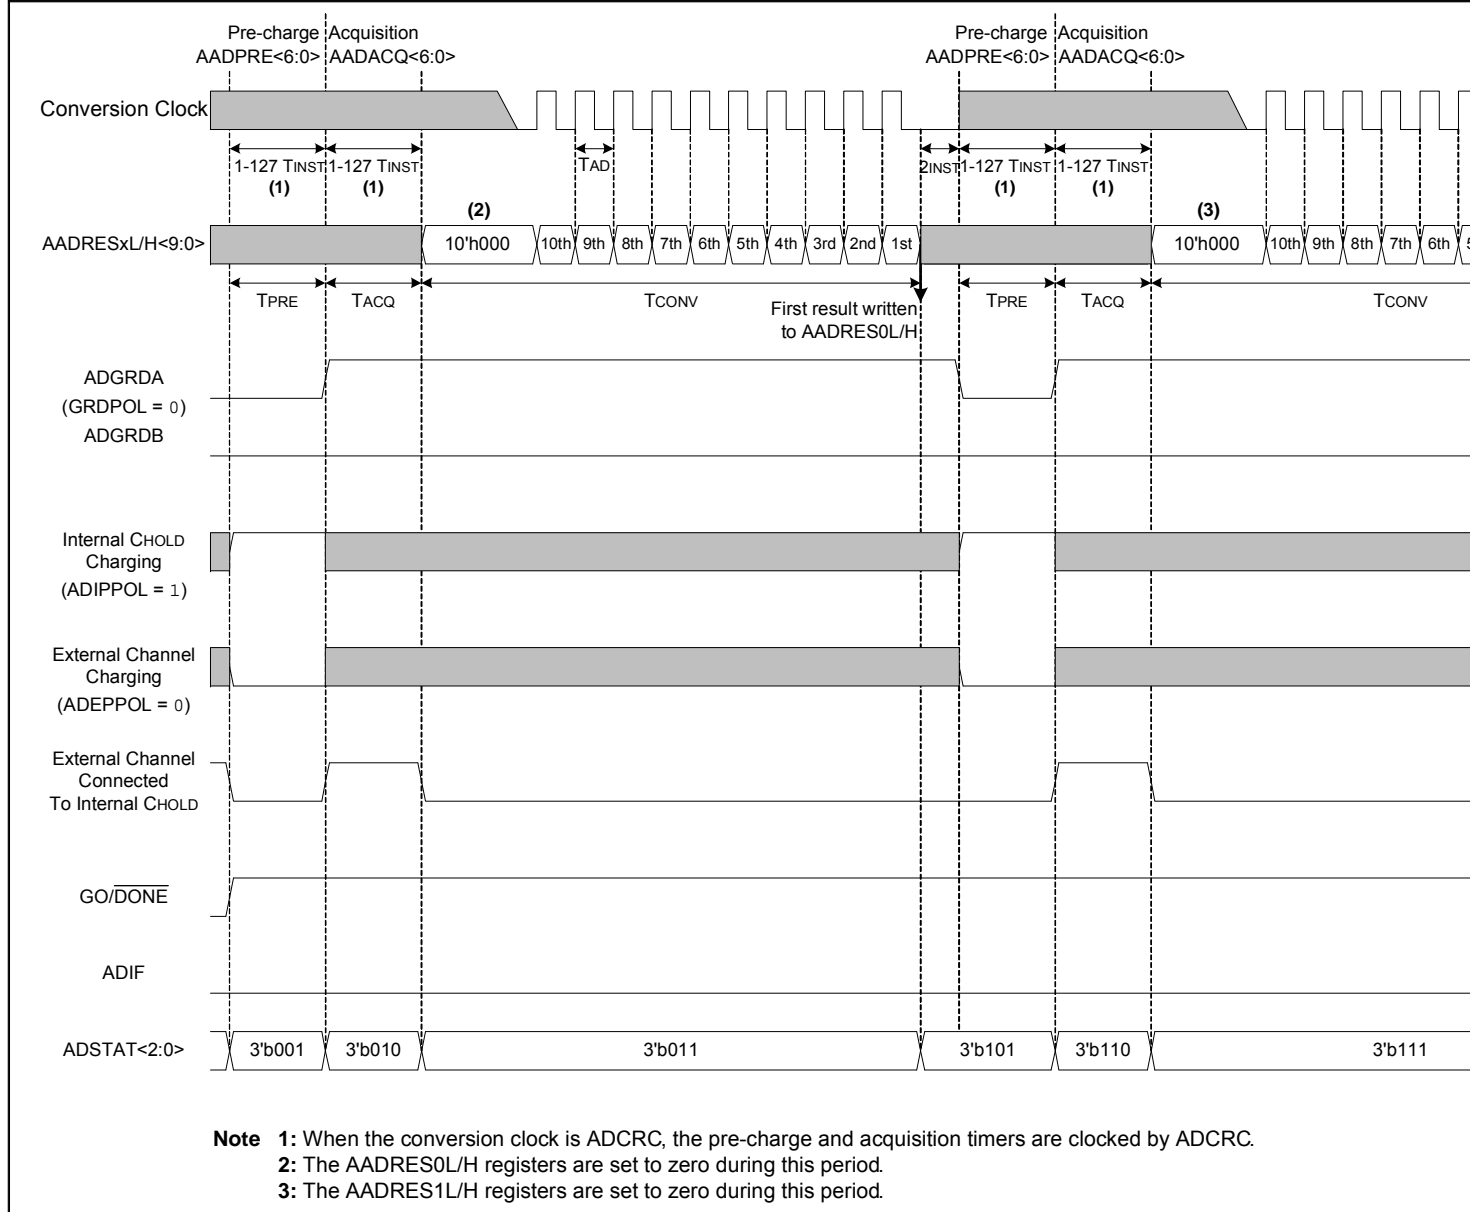 Pre-charge Acquisition Pre-charge Acquisition
AADPRE<6:0> AADACQ<6:0> AADPRE<6:0> AADACQ<6:0>
Conversion Clock
1-127 TINST 1-127 TINST TAD 2INST 1-127 TINST 1-127 TINST
(1) (1) (1) (1)
(2) (3)
AADRESxL/H<9:0> 10'h000 10th 9th 8th 7th 6th 5th 4th 3rd 2nd 1st 10'h000 10th 9th 8th 7th 6th 5
TPRE TACQ TCONV TPRE TACQ TCONV
First result written
to AADRES0L/H
ADGRDA
(GRDPOL = 0)
ADGRDB
Internal CHOLD
Charging
(ADIPPOL = 1)
External Channel
Charging
(ADEPPOL = 0)
External Channel
Connected
To Internal CHOLD
GO/DONE
ADIF
ADSTAT<2:0> 3'b001 3'b010 3'b011 3'b101 3'b110 3'b111
Note 1: When the conversion clock is ADCRC, the pre-charge and acquisition timers are clocked by ADCRC.
2: The AADRES0L/H registers are set to zero during this period.
3: The AADRES1L/H registers are set to zero during this period.